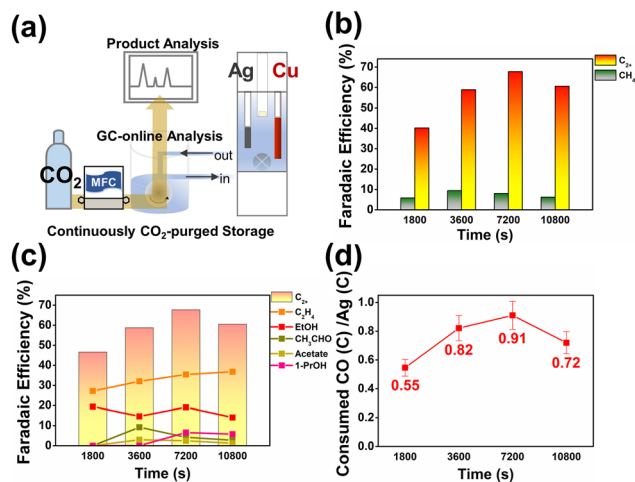 (a)
Product Analysis
Ag Cu
GC-online Analysis
out
in
CO2
MFC
Continuously CO2-purged Storage
(b)
Faradaic Efficiency (%)
80
70
60
50
40
30
20
10
0
1800 3600 7200 10800
Time (s)
C2+
CH4
(c)
Faradaic Efficiency (%)
70
60
50
40
30
20
10
0
1800 3600 7200 10800
Time (s)
C2+
C2H4
EtOH
CH3CHO
Acetate
1-PrOH
(d)
Consumed CO (C) /Ag (C)
1.0
0.8
0.6
0.4
0.2
0.0
0.55
0.82
0.91
0.72
1800 3600 7200 10800
Time (s)